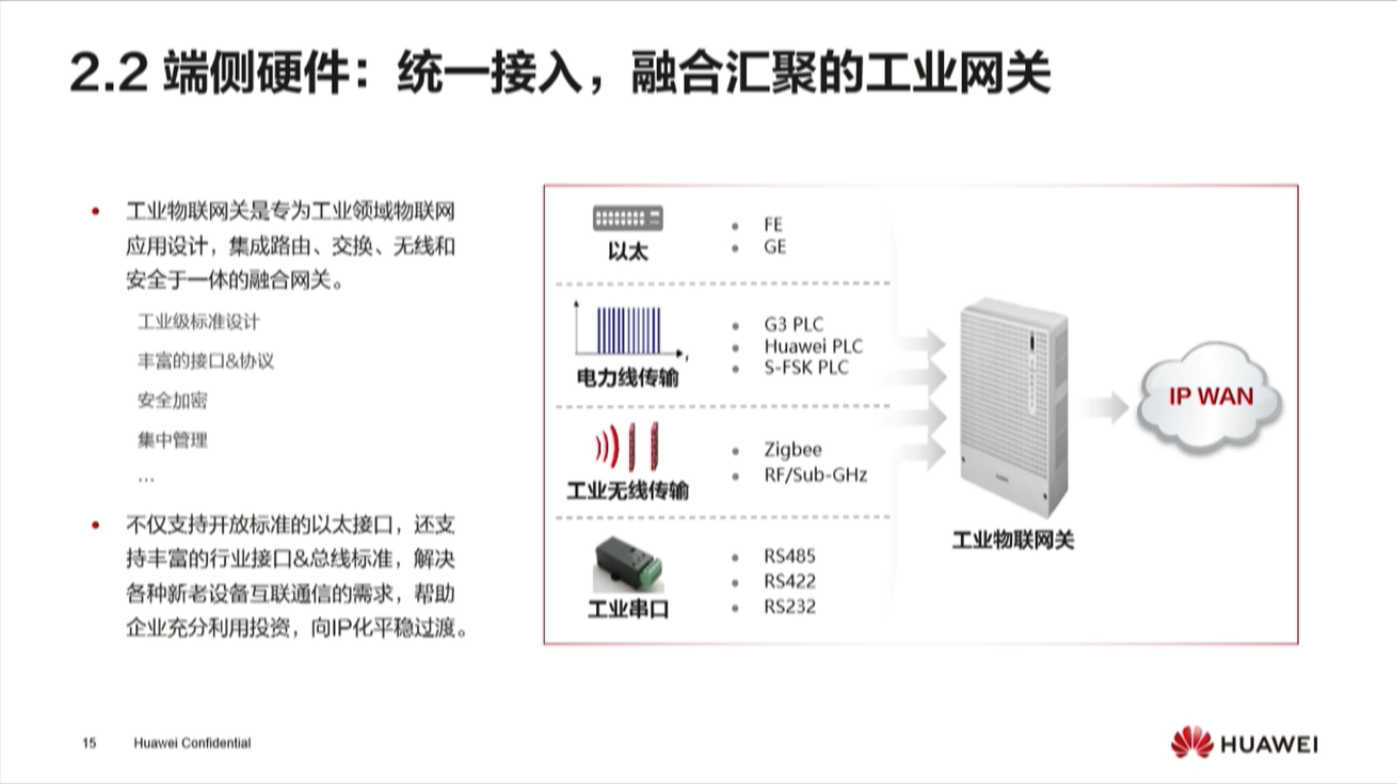 2.2 端侧硬件：统一接入，融合汇聚的工业网关
工业物联网关是专为工业领域物联网
应用设计，集成路由、交换、无线和
安全于一体的融合网关。
工业级标准设计
丰富的接口&协议
安全加密
集中管理
...
不仅支持开放标准的以太接口，还支
持丰富的行业接口&总线标准，解决
各种新老设备互联通信的需求，帮助
企业充分利用投资，向IP化平稳过渡。
以太
FE
GE
电力线传输
G3 PLC
Huawei PLC
S-FSK PLC
工业无线传输
Zigbee
RF/Sub-GHz
工业串口
RS485
RS422
RS232
工业物联网关
IP WAN
15 Huawei Confidential
HUAWEI